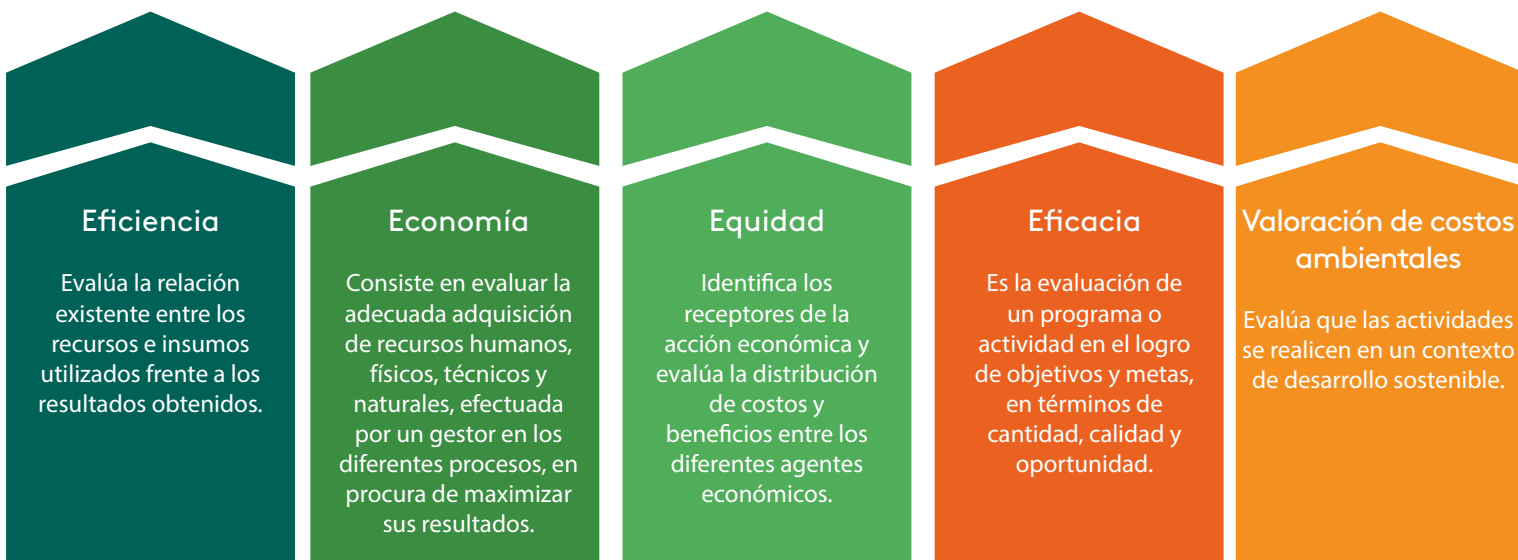 Eficiencia
Evalúa la relación
existente entre los
recursos e insumos
utilizados frente a los
resultados obtenidos.
Economía
Consiste en evaluar la
adecuada adquisición
de recursos humanos,
físicos, técnicos y
naturales, efectuada
por un gestor en los
diferentes procesos, en
procura de maximizar
sus resultados.
Equidad
Identifica los
receptores de la
acción económica y
evalúa la distribución
de costos y
beneficios entre los
diferentes agentes
económicos.
Eficacia
Es la evaluación de
un programa o
actividad en el logro
de objetivos y metas,
en términos de
cantidad, calidad y
oportunidad.
Valoración de costos
ambientales
Evalúa que las actividades
se realicen en un contexto
de desarrollo sostenible.